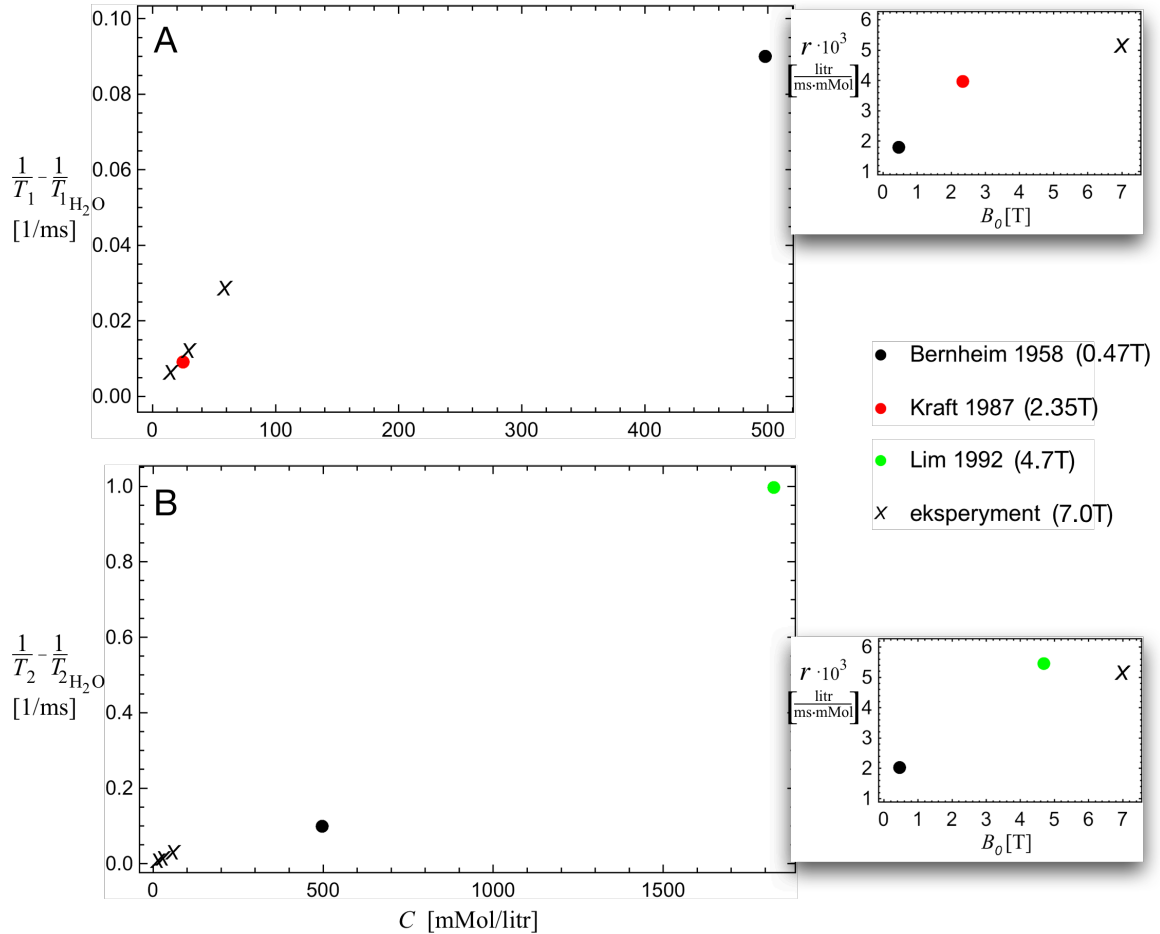 A
0.10
0.08
0.06
0.04
0.02
0.00
1/T₁ - 1/T₁H₂O
[1/ms]
0 100 200 300 400 500
r·10³
[litr/ms·mMol]
6
5
4
3
2
1
0 1 2 3 4 5 6 7
B₀[T]
X
X
X
X
Bernheim 1958 (0.47T)
Kraft 1987 (2.35T)
Lim 1992 (4.7T)
X eksperyment (7.0T)
B
1.0
0.8
0.6
0.4
0.2
0.0
1/T₂ - 1/T₂H₂O
[1/ms]
0 500 1000 1500
C [mMol/litr]
r·10³
[litr/ms·mMol]
6
5
4
3
2
1
0 1 2 3 4 5 6 7
B₀[T]
X
X
X
X